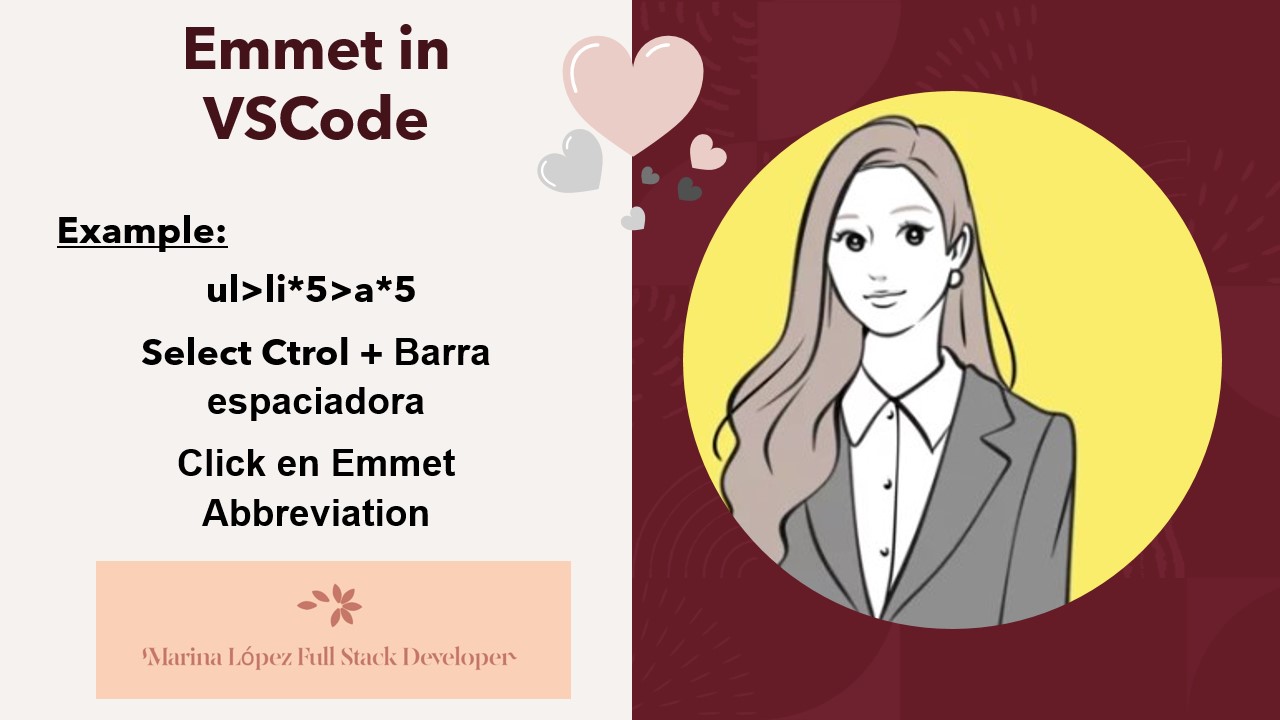 Emmet in
VSCode
Example:
ul>li*5>a*5
Select Ctrol + Barra
espaciadora
Click en Emmet
Abbreviation
Marina López Full Stack Developer